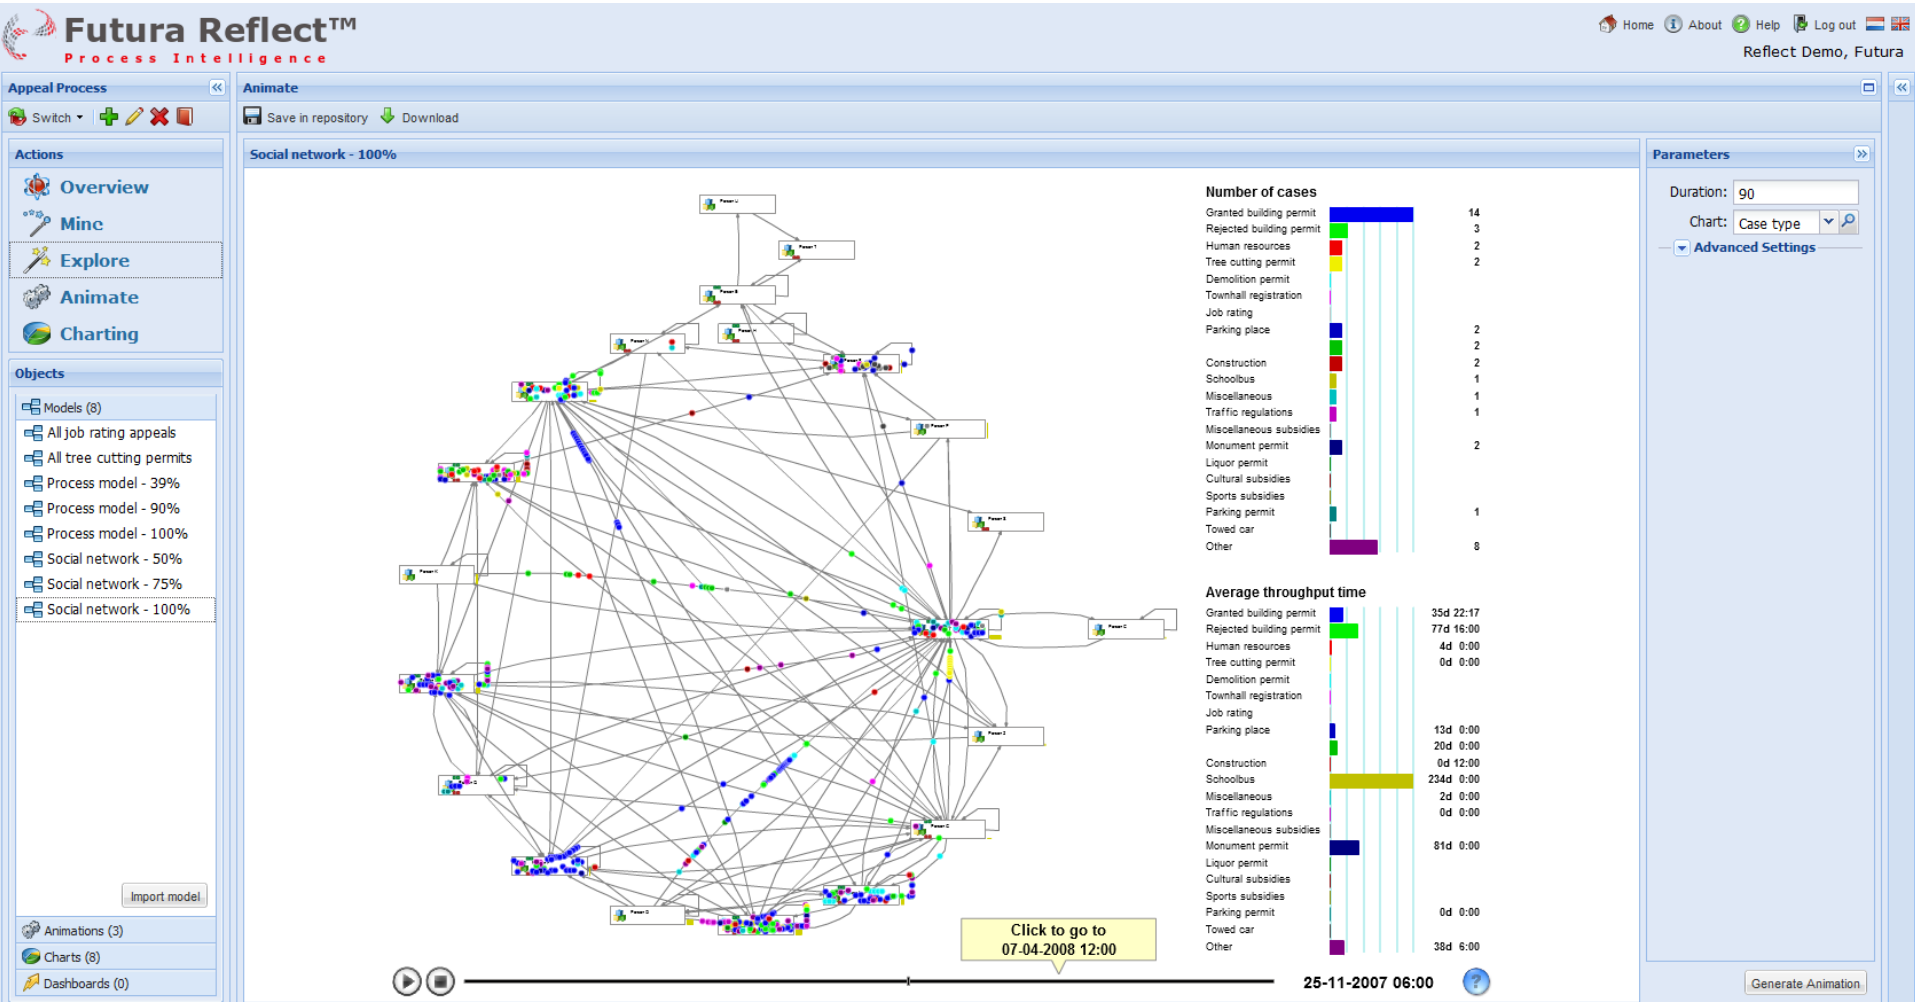 Futura Reflect™
Process Intelligence
Home About Help Log out
Reflect Demo, Futura
Appeal Process
Switch
Actions
Overview
Mine
Explore
Animate
Charting
Objects
Models (8)
All job rating appeals
All tree cutting permits
Process model - 39%
Process model - 90%
Process model - 100%
Social network - 50%
Social network - 75%
Social network - 100%
Import model
Animations (3)
Charts (8)
Dashboards (0)
Animate
Save in repository Download
Social network - 100%
Number of cases
Granted building permit 14
Rejected building permit 3
Human resources 2
Tree cutting permit 2
Demolition permit
Townhall registration
Job rating
Parking place 2
2
Construction 2
Schoolbus 1
Miscellaneous 1
Traffic regulations 1
Miscellaneous subsidies
Monument permit 2
Liquor permit
Cultural subsidies
Sports subsidies
Parking permit 1
Towed car
Other 8
Average throughput time
Granted building permit 35d 22:17
Rejected building permit 77d 16:00
Human resources 4d 0:00
Tree cutting permit 0d 0:00
Demolition permit
Townhall registration
Job rating
Parking place 13d 0:00
20d 0:00
Construction 0d 12:00
Schoolbus 234d 0:00
Miscellaneous 2d 0:00
Traffic regulations 0d 0:00
Miscellaneous subsidies
Monument permit 81d 0:00
Liquor permit
Cultural subsidies
Sports subsidies
Parking permit 0d 0:00
Towed car
Other 38d 6:00
Click to go to
07-04-2008 12:00
25-11-2007 06:00
Parameters
Duration: 90
Chart: Case type
Advanced Settings
Generate Animation